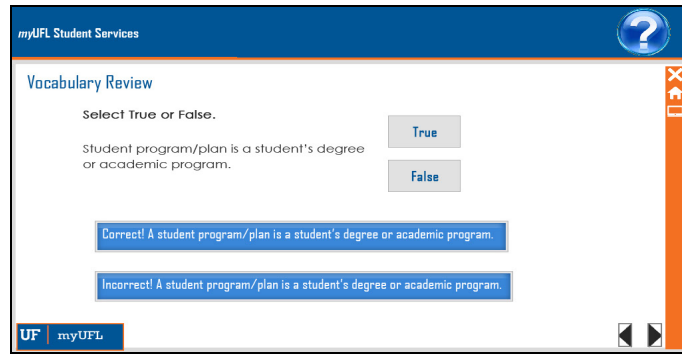 myUFL Student Services
?
Vocabulary Review
Select True or False.
Student program/plan is a student's degree
or academic program.
True
False
Correct! A student program/plan is a student's degree or academic program.
Incorrect! A student program/plan is a student's degree or academic program.
UF myUFL